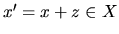 x′ = x + z ∈ X